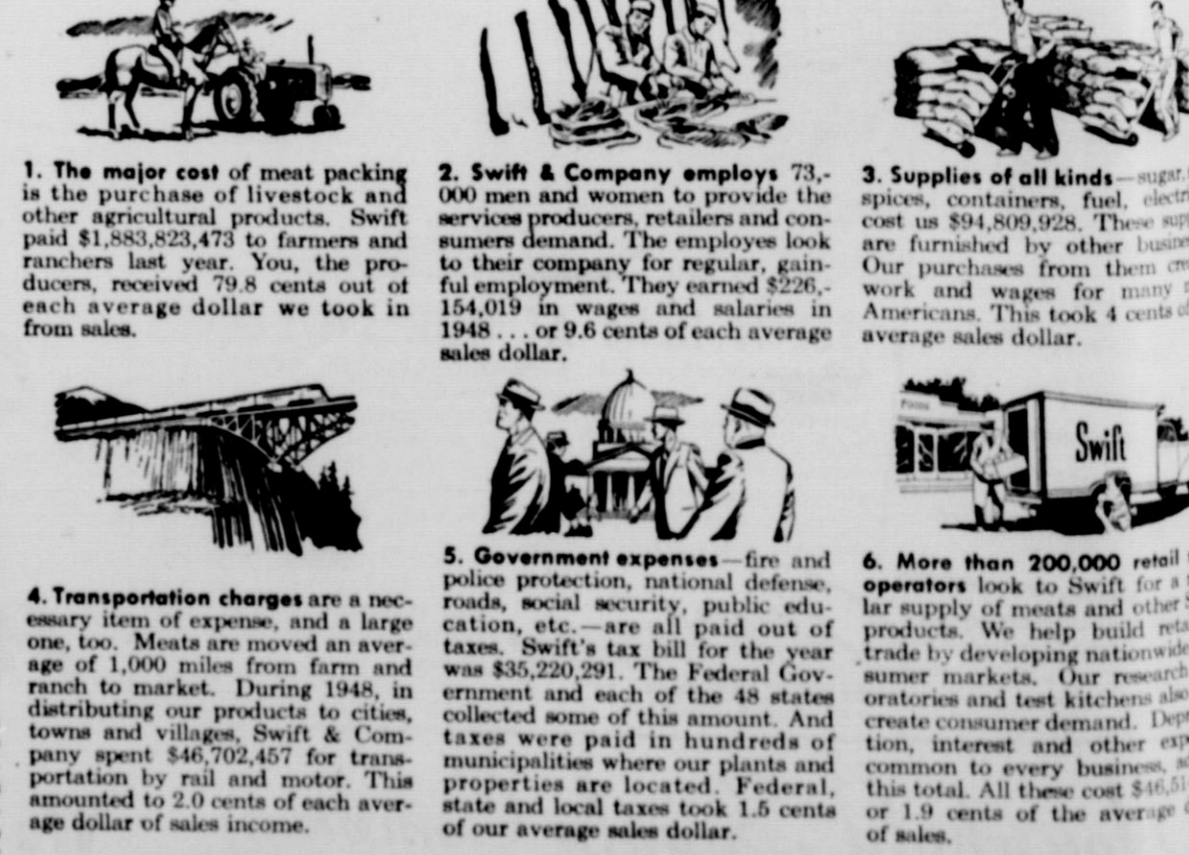 1. The major cost of meat packing
is the purchase of livestock and
other agricultural products. Swift
paid $1,883,823,473 to farmers and
ranchers last year. You, the pro-
ducers, received 79.8 cents out of
each average dollar we took in
from sales.
2. Swift & Company employs 73,-
000 men and women to provide the
services producers, retailers and con-
sumers demand. The employes look
to their company for regular, gain-
ful employment. They earned $226,-
154,019 in wages and salaries in
1948 . . . or 9.6 cents of each average
sales dollar.
3. Supplies of all kinds—sugar,
spices, containers, fuel,
cost us $94,809,928. These
are furnished by other
Our purchases from them
work and wages for many
Americans. This took 4 cents of
average sales dollar.
4. Transportation charges are a nec-
essary item of expense, and a large
one, too. Meats are moved an aver-
age of 1,000 miles from farm and
ranch to market. During 1948, in
distributing our products to cities,
towns and villages, Swift & Com-
pany spent $46,702,457 for trans-
portation by rail and motor. This
amounted to 2.0 cents of each aver-
age dollar of sales income.
5. Government expenses—fire and
police protection, national defense,
roads, social security, public edu-
cation, etc.—are all paid out of
taxes. Swift's tax bill for the year
was $35,220,291. The Federal Gov-
ernment and each of the 48 states
collected some of this amount. And
taxes were paid in hundreds of
municipalities where our plants and
properties are located. Federal,
state and local taxes took 1.5 cents
of our average sales dollar.
Swift
6. More than 200,000 retail
operators look to Swift for a
lar supply of meats and other
products. We help build
trade by developing nationwide
sumer markets. Our research
oratories and test kitchens also
create consumer demand.
tion, interest and other
common to every business,
this total. All these cost
or 1.9 cents of the average
of sales.